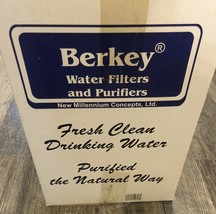 Berkey®
Water Filters
and Purifiers
New Millennium Concepts, Ltd.
Fresh Clean
Drinking Water
Purified
the Natural Way